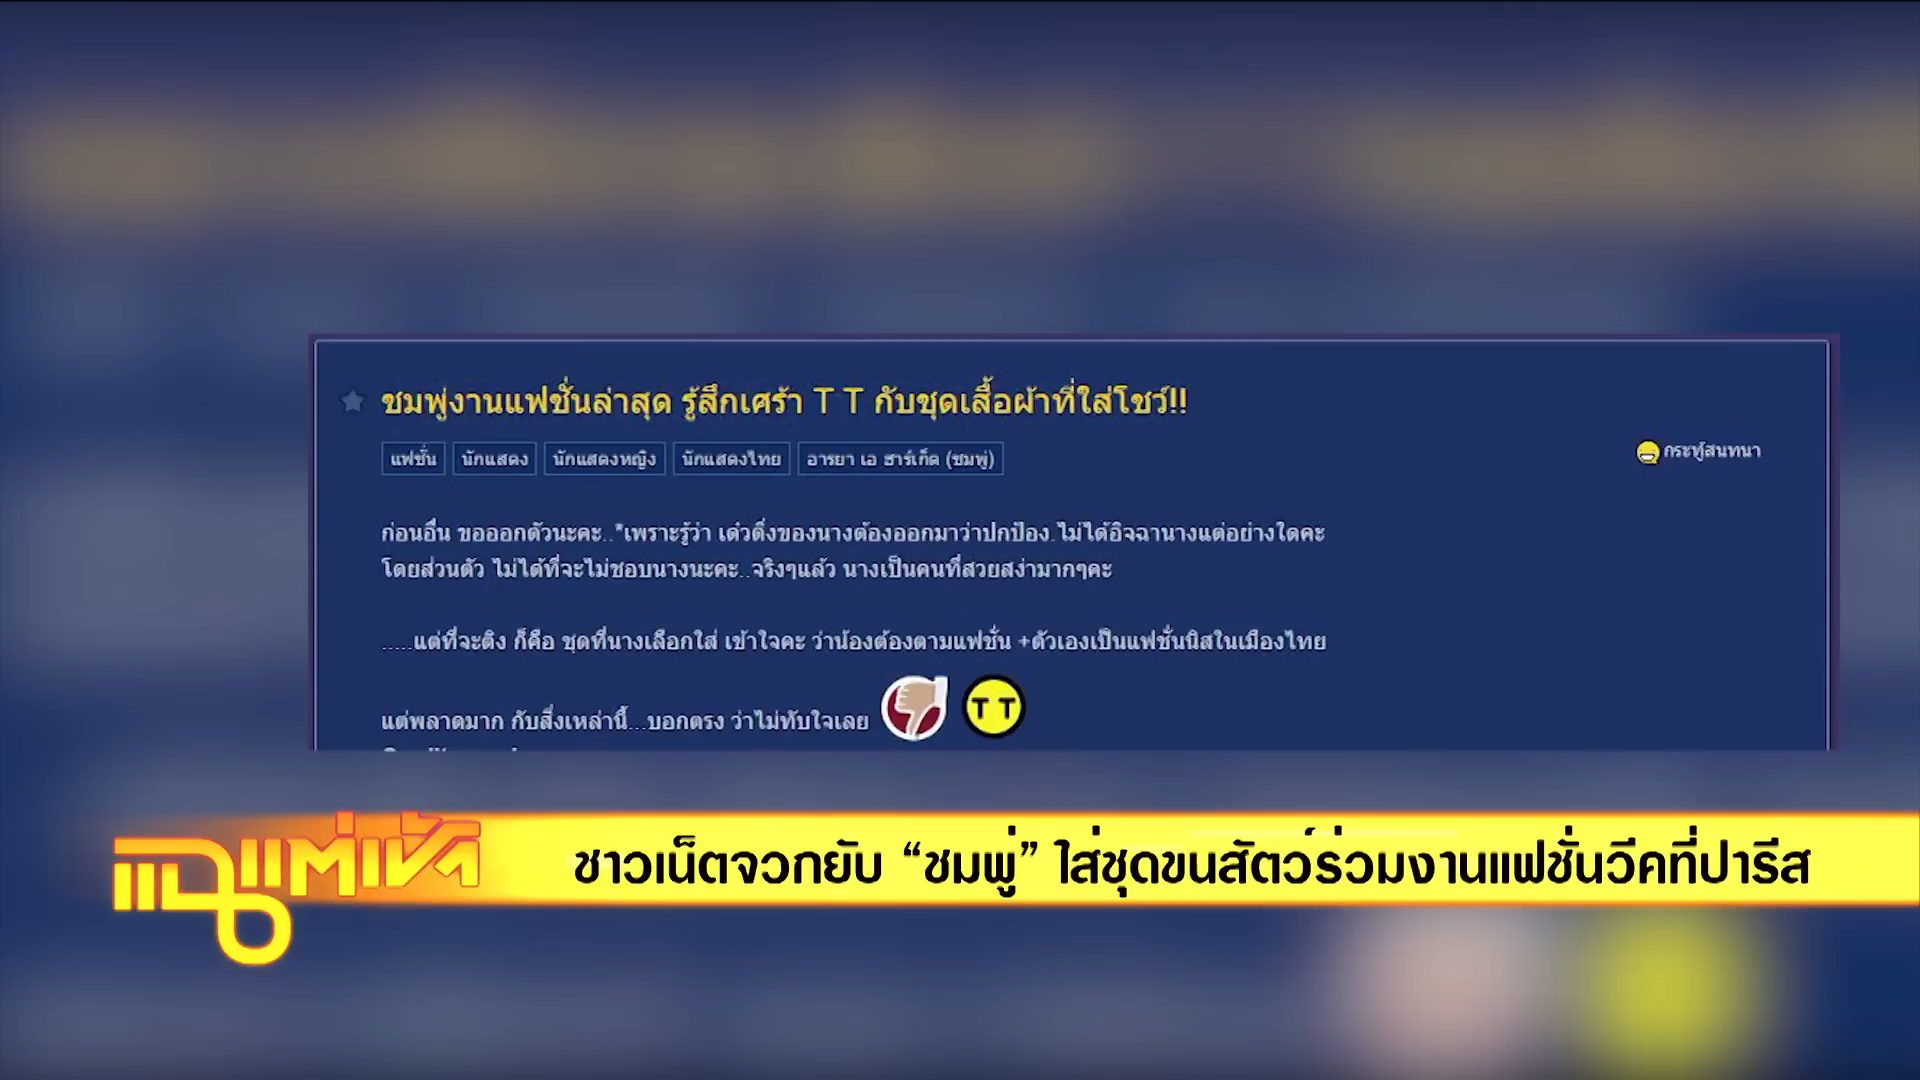 ชมพู่งานแฟชั่นล่าสุด รู้สึกเศร้า T T กับชุดเสื้อผ้าที่ใส่โชว์!!
แฟชั่น นักแสดง นักแสดงหญิง นักแสดงไทย อารยา เอ ฮาร์เก็ต (ชมพู่)
กระทู้สนทนา
ก่อนอื่น ขอออกตัวนะคะ..*เพราะรู้ว่า เดํวติ่งของนางต้องออกมาว่าปกป้อง.ไม่ได้อิจฉานางแต่อย่างใดคะ
โดยส่วนตัว ไม่ได้ที่จะไม่ชอบนางนะคะ..จริงๆแล้ว นางเป็นคนที่สวยสง่ามากๆคะ
.....แต่ที่จะติง ก็คือ ชุดที่นางเลือกใส่ เข้าใจคะ ว่าน้องต้องตามแฟชั่น +ตัวเองเป็นแฟชั่นนิสในเมืองไทย
แต่พลาดมาก กับสิ่งเหล่านี้...บอกตรง ว่าไม่ทับใจเลย
TT
ชาวเน็ตจวกยับ “ชมพู่” ใส่ชุดขนสัตว์ร่วมงานแฟชั่นวีคที่ปารีส